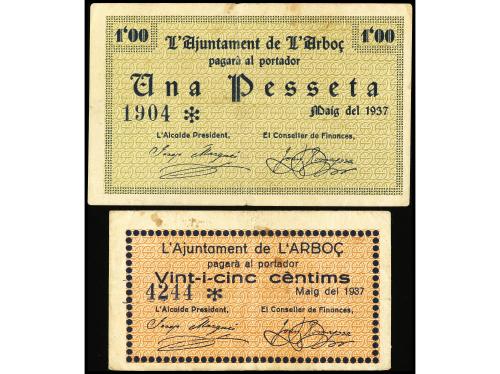 1'00 L'Ajuntament de L'Arboç 1'00
pagarà al portador
Una Pesseta
1904 * Maig del 1937
L'Alcalde President, El Conseller de Finances,
L'Ajuntament de L'ARBOÇ
pagarà al portador
Vint-i-cinc cèntims
4244 * Maig del 1937
L'Alcalde President, El Conseller de Finances,